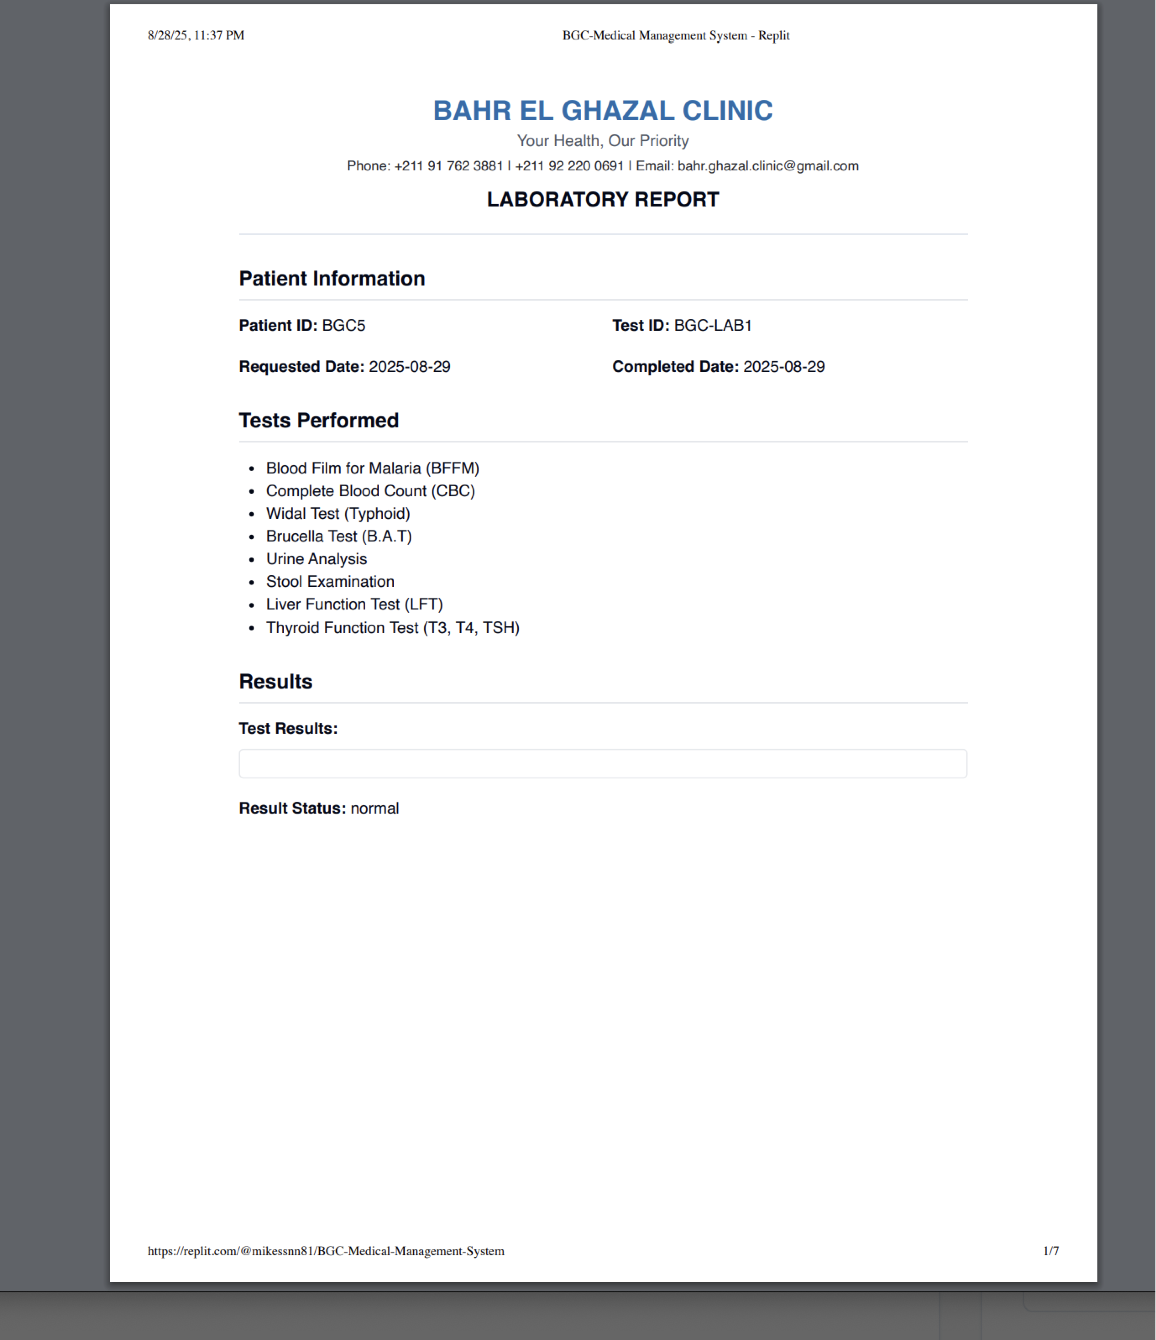 8/28/25, 11:37 PM
BGC-Medical Management System - Replit
BAHR EL GHAZAL CLINIC
Your Health, Our Priority
Phone: +211 91 762 3881 | +211 92 220 0691 | Email: bahr.ghazal.clinic@gmail.com
LABORATORY REPORT
Patient Information
Patient ID: BGC5
Test ID: BGC-LAB1
Requested Date: 2025-08-29
Completed Date: 2025-08-29
Tests Performed
• Blood Film for Malaria (BFFM)
• Complete Blood Count (CBC)
• Widal Test (Typhoid)
• Brucella Test (B.A.T)
• Urine Analysis
• Stool Examination
• Liver Function Test (LFT)
• Thyroid Function Test (T3, T4, TSH)
Results
Test Results:
Result Status: normal
https://replit.com/@mikessnn81/BGC-Medical-Management-System
1/7